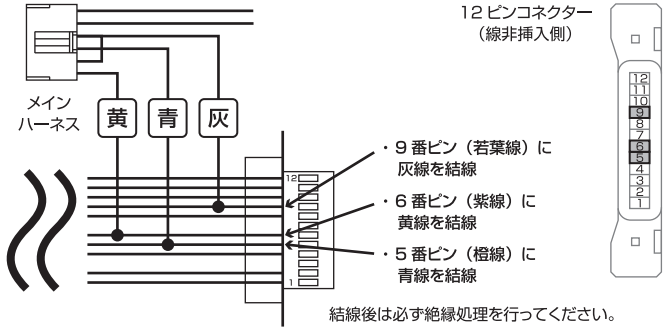 12ピンコネクター
(線非挿入側)
メイン
ハーネス
黄
青
灰
12
1
・9番ピン(若葉線)に
灰線を結線
・6番ピン(紫線)に
黄線を結線
・5番ピン(橙線)に
青線を結線
12
11
10
9
8
7
6
5
4
3
2
1
結線後は必ず絶縁処理を行ってください。